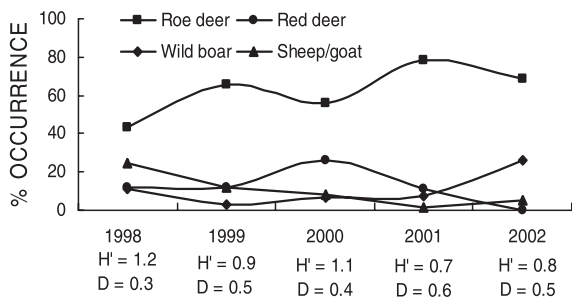 % OCCURRENCE
100
80
60
40
20
0
Roe deer Red deer
Wild boar Sheep/goat
1998 1999 2000 2001 2002
H' = 1.2 H' = 0.9 H' = 1.1 H' = 0.7 H' = 0.8
D = 0.3 D = 0.5 D = 0.4 D = 0.6 D = 0.5